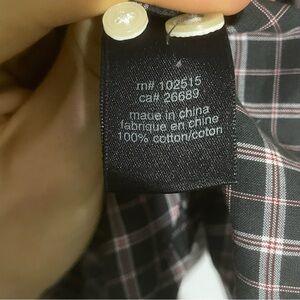 rn# 102515
ca# 26689
made in china
fabrique en chine
100% cotton/coton